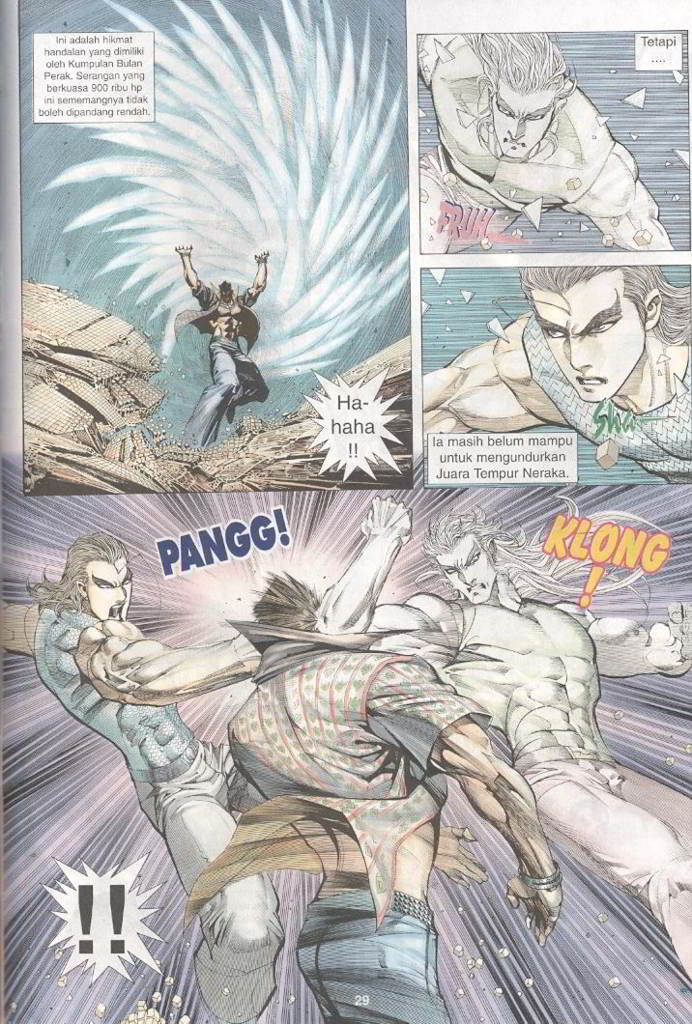 Ini adalah hikmat
handalan yang dimiliki
oleh Kumpulan Bulan
Perak. Serangan yang
berkuasa 900 ribu hp
ini sememangnya tidak
boleh dipandang rendah.
Ha-
haha
!!
Tetapi
....
FRUH
Shaa
Ia masih belum mampu
untuk mengundurkan
Juara Tempur Neraka.
PANGG!
KLONG
!
!!
29